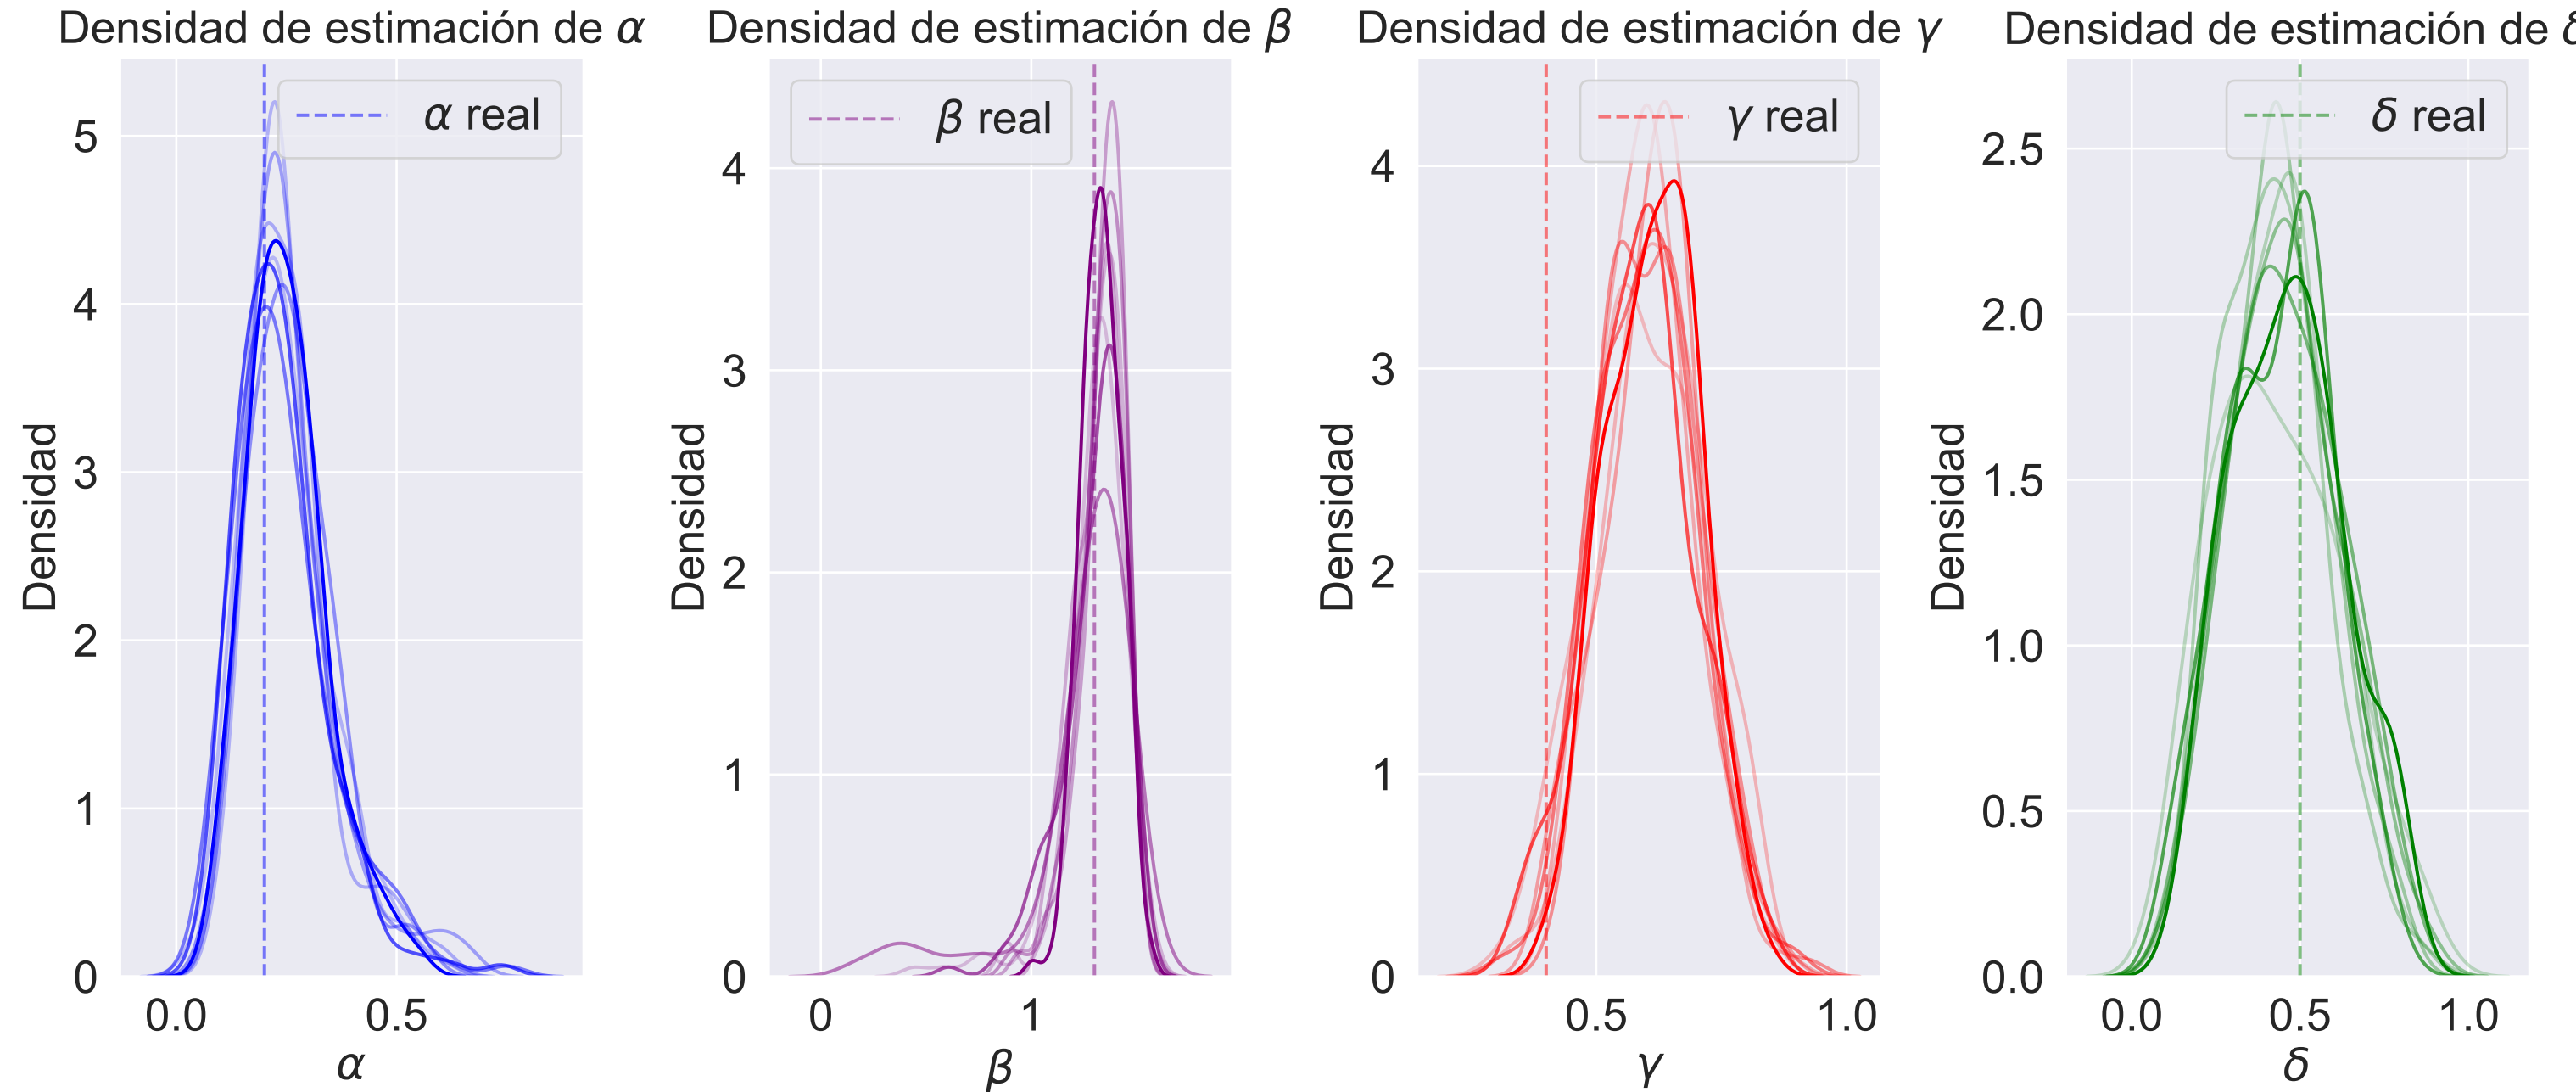 Densidad de estimación de α
α real
Densidad
5
4
3
2
1
0
0.0
0.5
α
Densidad de estimación de β
β real
Densidad
4
3
2
1
0
0
1
β
Densidad de estimación de γ
γ real
Densidad
4
3
2
1
0
0.5
1.0
γ
Densidad de estimación de δ
δ real
Densidad
2.5
2.0
1.5
1.0
0.5
0.0
0.0
0.5
1.0
δ